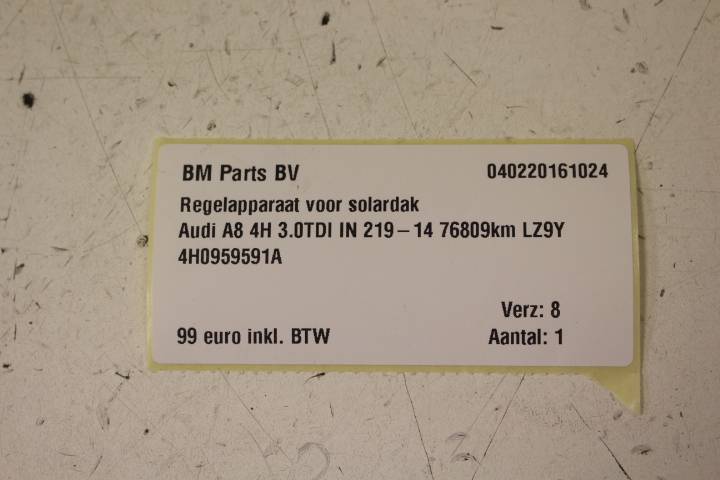 BM Parts BV 040220161024
Regelapparaat voor solardak
Audi A8 4H 3.0TDI IN 219-14 76809km LZ9Y
4H0959591A
Verz: 8
99 euro inkl. BTW Aantal: 1